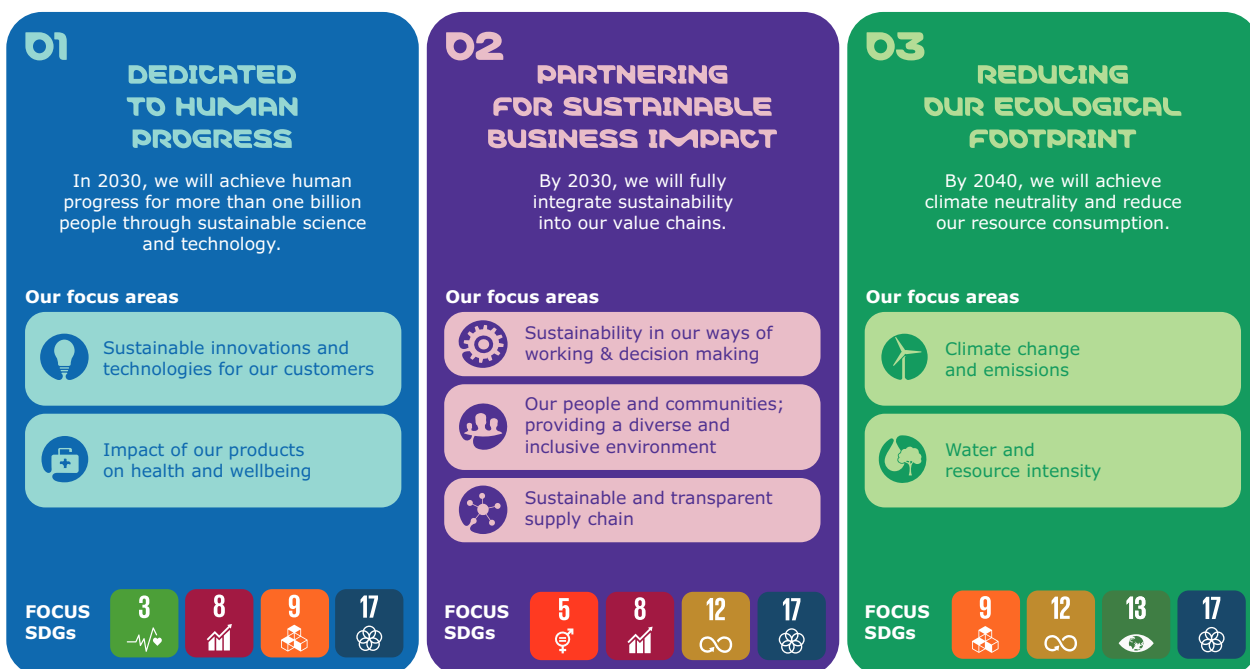 01
DEDICATED
TO HUMAN
PROGRESS
In 2030, we will achieve human
progress for more than one billion
people through sustainable science
and technology.
Our focus areas
Sustainable innovations and
technologies for our customers
Impact of our products
on health and wellbeing
FOCUS
SDGs
3 8 9 17
02
PARTNERING
FOR SUSTAINABLE
BUSINESS IMPACT
By 2030, we will fully
integrate sustainability
into our value chains.
Our focus areas
Sustainability in our ways of
working & decision making
Our people and communities;
providing a diverse and
inclusive environment
Sustainable and transparent
supply chain
FOCUS
SDGs
5 8 12 17
03
REDUCING
OUR ECOLOGICAL
FOOTPRINT
By 2040, we will achieve
climate neutrality and reduce
our resource consumption.
Our focus areas
Climate change
and emissions
Water and
resource intensity
FOCUS
SDGs
9 12 13 17